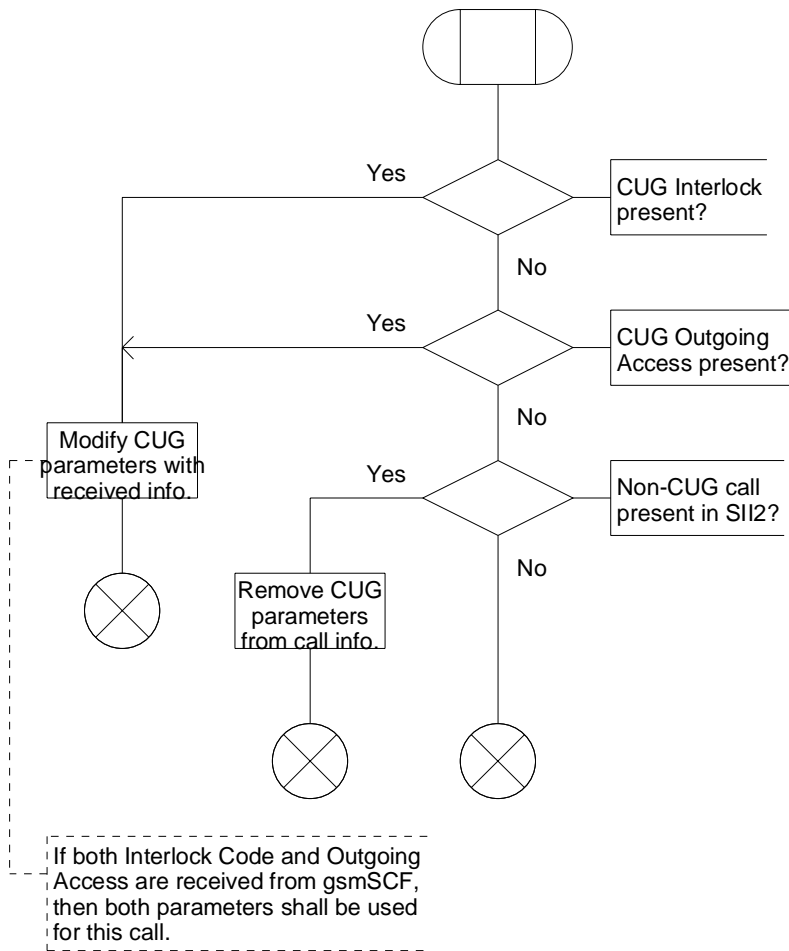 Yes
CUG Interlock
present?
No
Yes
CUG Outgoing
Access present?
No
Modify CUG
parameters with
received info.
Yes
Non-CUG call
present in SII2?
No
Remove CUG
parameters
from call info.
If both Interlock Code and Outgoing
Access are received from gsmSCF,
then both parameters shall be used
for this call.